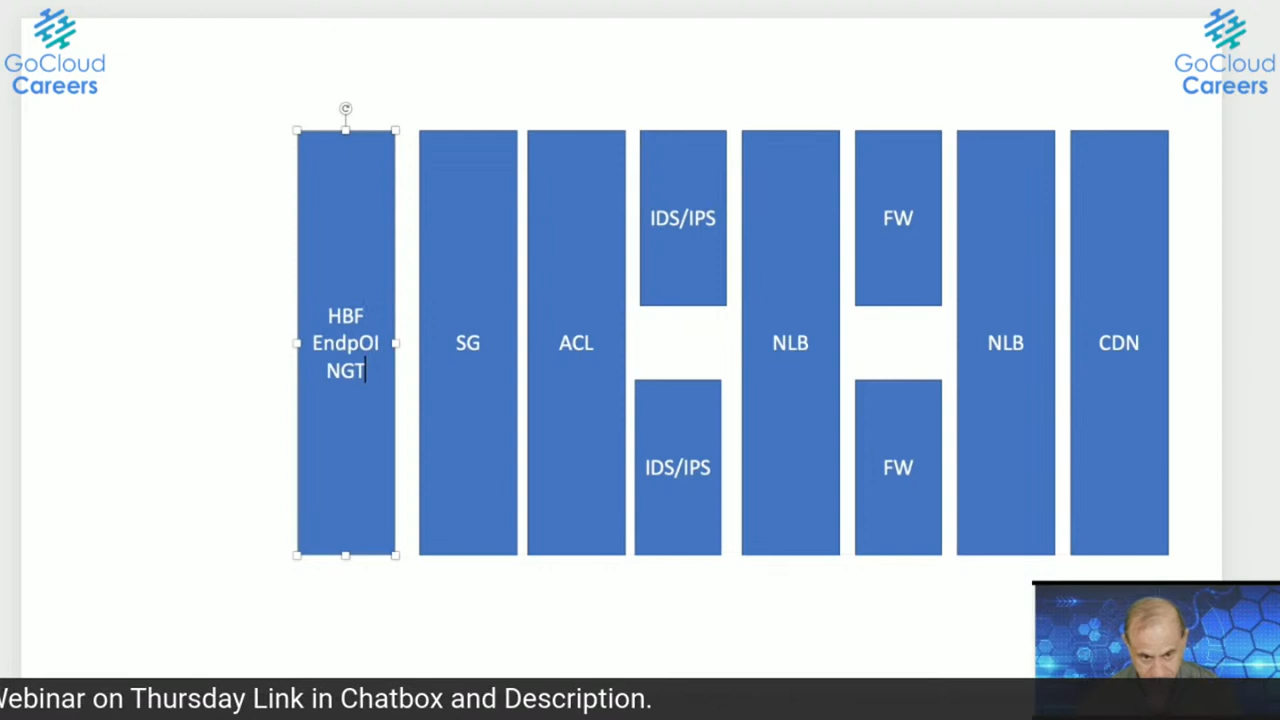 GoCloud
Careers
GoCloud
Careers
HBF
EndpOI
NGT
SG
ACL
IDS/IPS
IDS/IPS
NLB
FW
FW
NLB
CDN
Webinar on Thursday Link in Chatbox and Description.